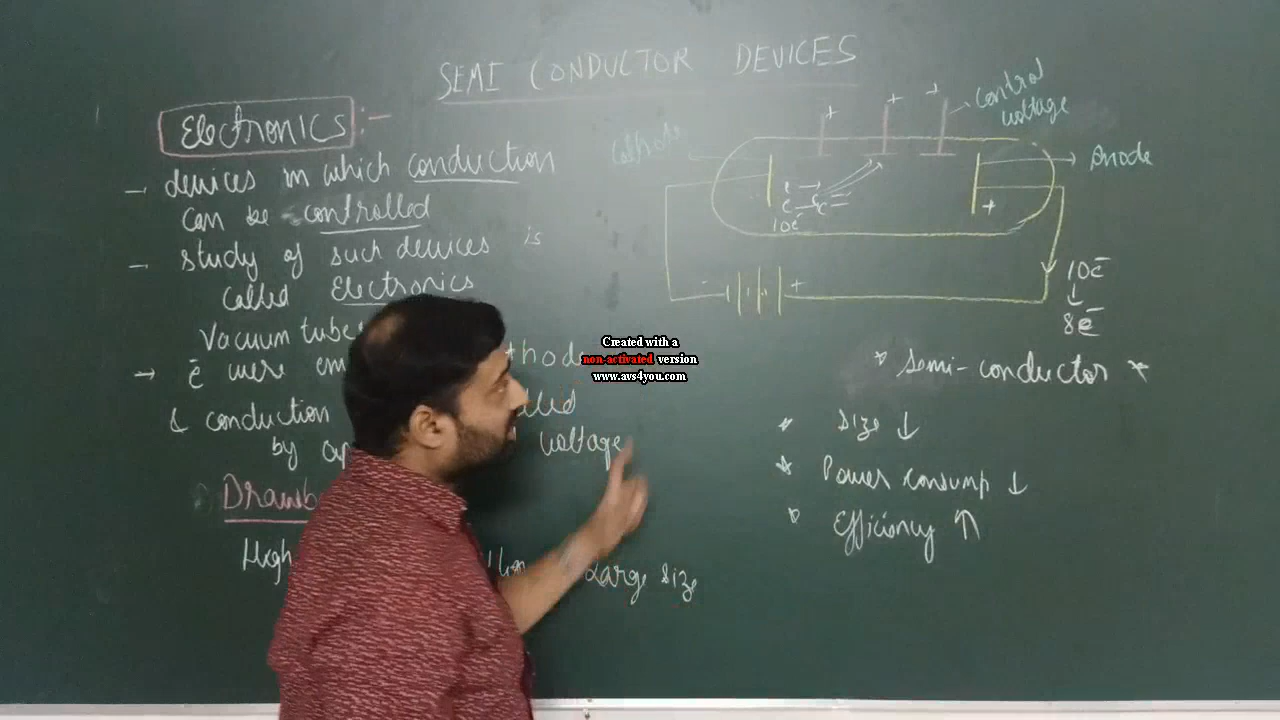 SEMI CONDUCTOR DEVICES
Electronics :-
- devices in which conduction
can be controlled
- study of such devices is
called Electronics
Vacuum tube
→ e̅ were em thode
& conduction lled
by ap voltage
Drawb
High Large size
Cathode
+ + +
control
voltage
Anode
e
e e
10e̅
+
- +
10e̅
↓
8e̅
* Semi-conductor *
* Size ↓
* Power consump ↓
* Efficiency ↑
Created with a
non-activated version
www.avs4you.com